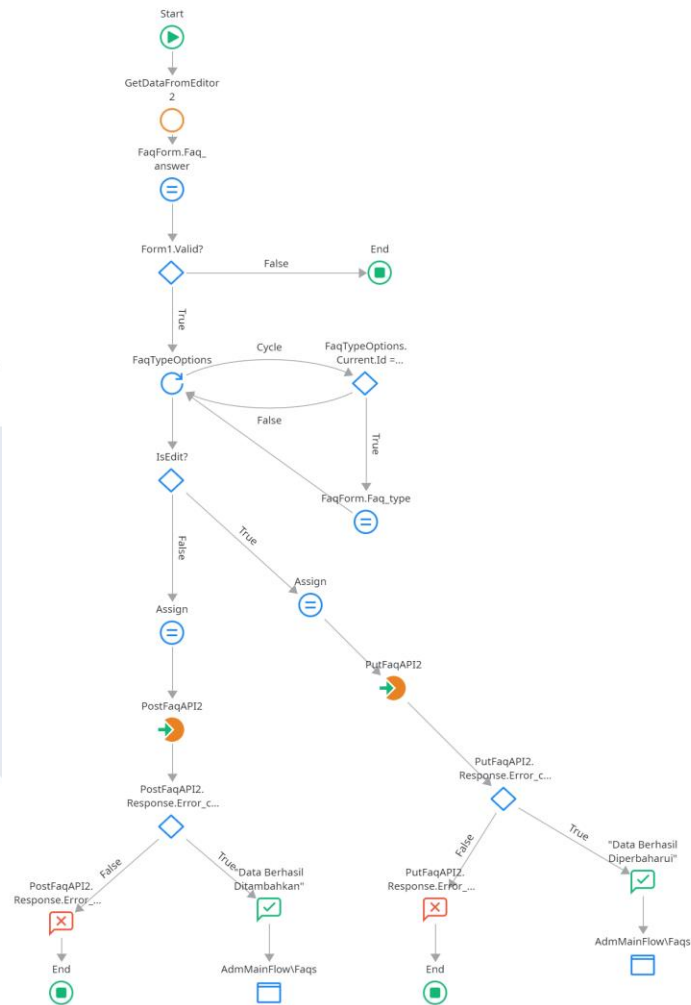 Start
GetDataFromEditor
2
FaqForm.Faq_
answer
Form1.Valid?
False
End
True
FaqTypeOptions
Cycle
FaqTypeOptions.
Current.Id =...
False
True
IsEdit?
FaqForm.Faq_type
False
True
Assign
Assign
PutFaqAPI2
PostFaqAPI2
PutFaqAPI2.
Response.Error_c...
PostFaqAPI2.
Response.Error_c...
False
True
"Data Berhasil
Diperbaharui"
False
True
"Data Berhasil
Ditambahkan"
PostFaqAPI2.
Response.Error_...
PutFaqAPI2.
Response.Error_...
AdmMainFlow\Faqs
End
AdmMainFlow\Faqs
End